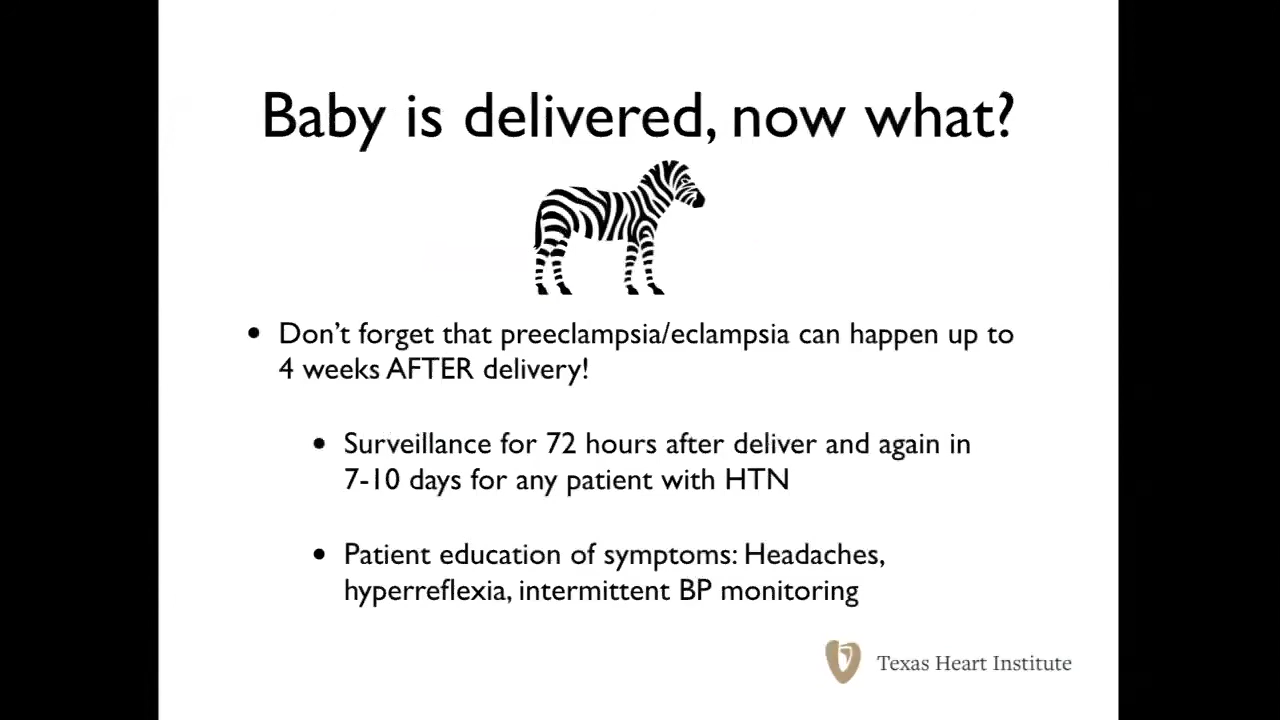 Baby is delivered, now what?
• Don't forget that preeclampsia/eclampsia can happen up to
4 weeks AFTER delivery!
• Surveillance for 72 hours after deliver and again in
7-10 days for any patient with HTN
• Patient education of symptoms: Headaches,
hyperreflexia, intermittent BP monitoring
Texas Heart Institute